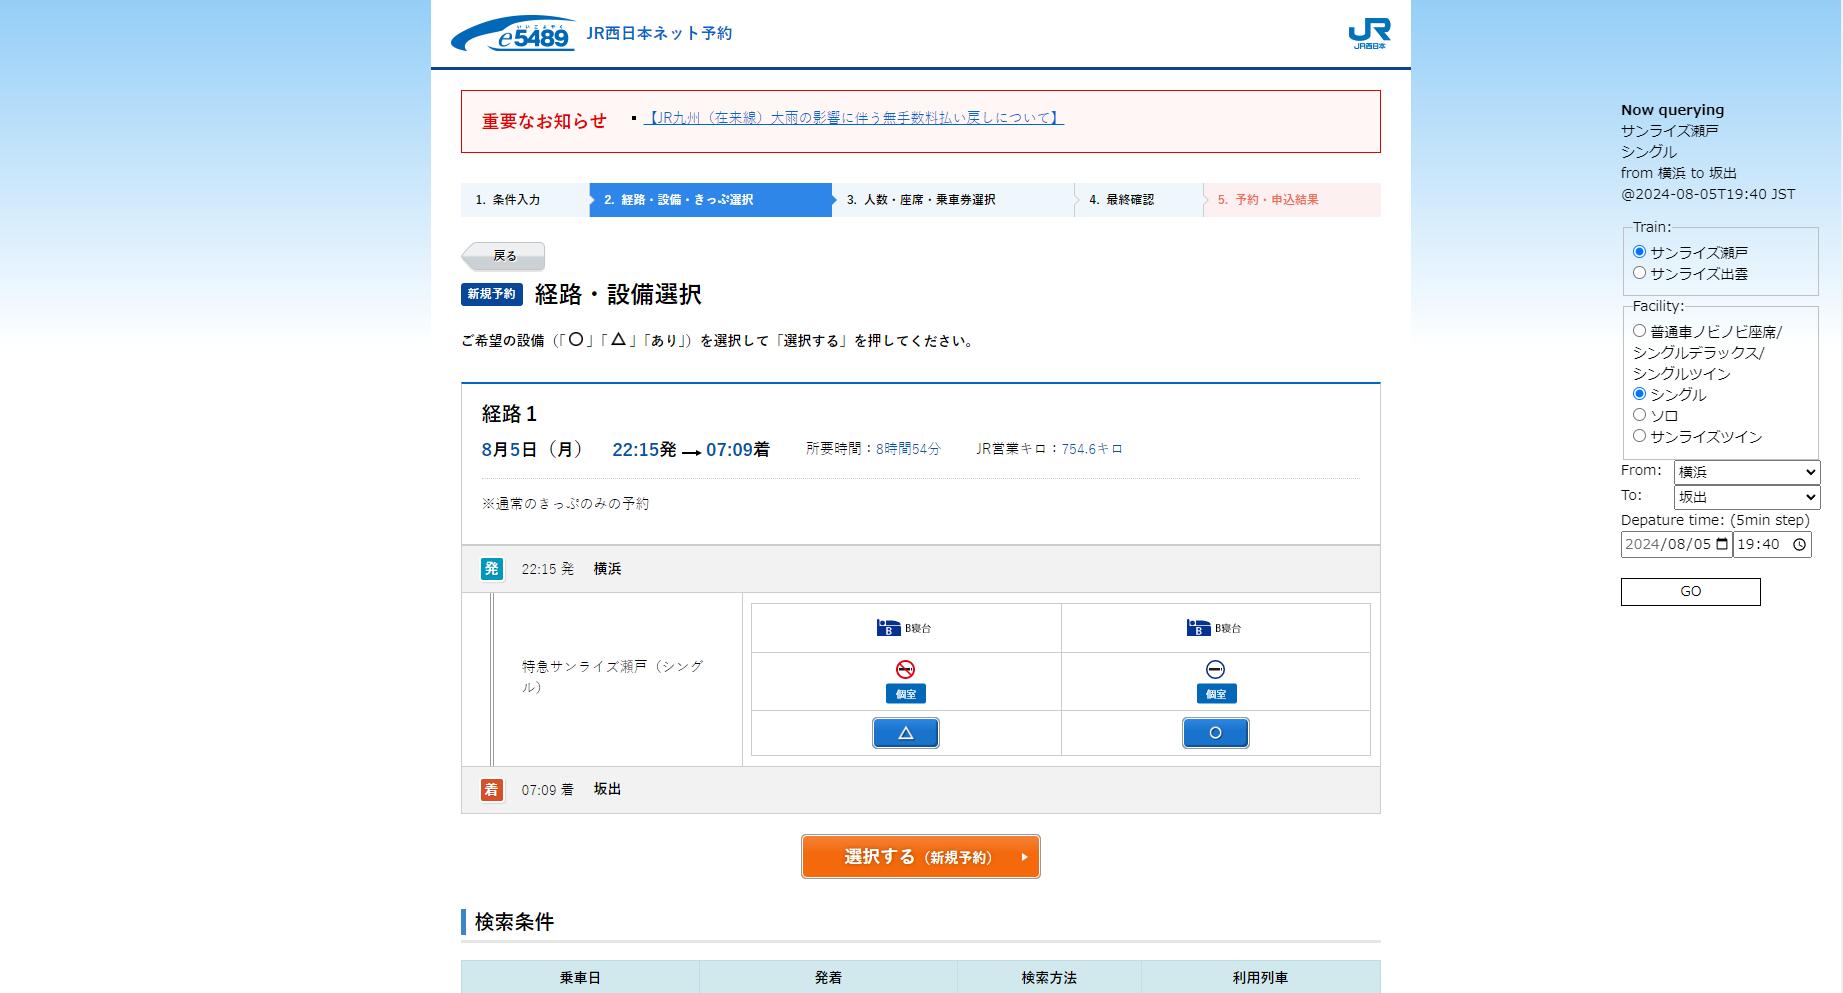 いいごよやく
e5489
JR西日本ネット予約
JR
JR西日本
重要なお知らせ
【JR九州（在来線）大雨の影響に伴う無手数料払い戻しについて】
1. 条件入力
2. 経路・設備・きっぷ選択
3. 人数・座席・乗車券選択
4. 最終確認
5. 予約・申込結果
戻る
新規予約 経路・設備選択
ご希望の設備（「○」「△」「あり」）を選択して「選択する」を押してください。
経路１
8月5日（月） 22:15発 → 07:09着 所要時間：8時間54分 JR営業キロ：754.6キロ
※通常のきっぷのみの予約
発 22:15 発 横浜
特急サンライズ瀬戸（シング
ル）
B B寝台
B B寝台
個室
個室
△
○
着 07:09 着 坂出
選択する（新規予約）
検索条件
乗車日 発着 検索方法 利用列車
Now querying
サンライズ瀬戸
シングル
from 横浜 to 坂出
@2024-08-05T19:40 JST
Train:
サンライズ瀬戸
サンライズ出雲
Facility:
普通車ノビノビ座席/
シングルデラックス/
シングルツイン
シングル
ソロ
サンライズツイン
From: 横浜
To: 坂出
Depature time: (5min step)
2024/08/05 19:40
GO